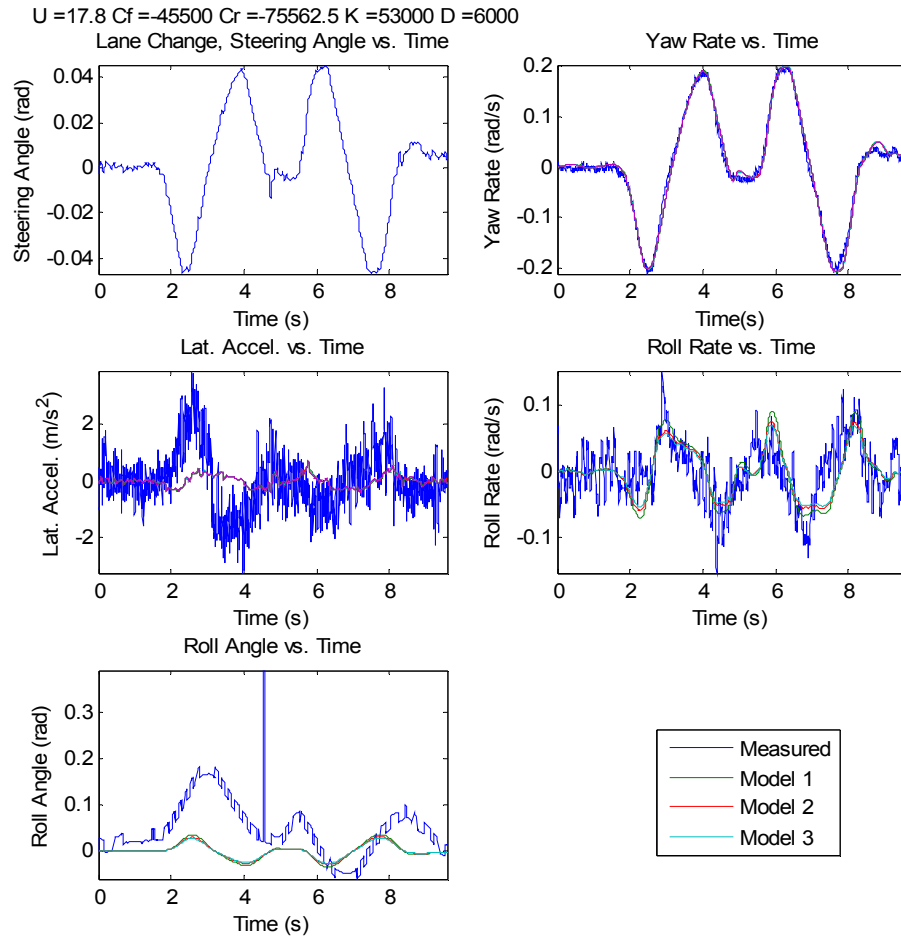 U =17.8 Cf =-45500 Cr =-75562.5 K =53000 D =6000
Lane Change, Steering Angle vs. Time
Steering Angle (rad)
0.04
0.02
0
-0.02
-0.04
0 2 4 6 8
Time (s)
Yaw Rate vs. Time
Yaw Rate (rad/s)
0.2
0.1
0
-0.1
-0.2
0 2 4 6 8
Time(s)
Lat. Accel. vs. Time
Lat. Accel. (m/s²)
2
0
-2
0 2 4 6 8
Time (s)
Roll Rate vs. Time
Roll Rate (rad/s)
0.1
0
-0.1
0 2 4 6 8
Time (s)
Roll Angle vs. Time
Roll Angle (rad)
0.3
0.2
0.1
0
0 2 4 6 8
Time (s)
Measured
Model 1
Model 2
Model 3